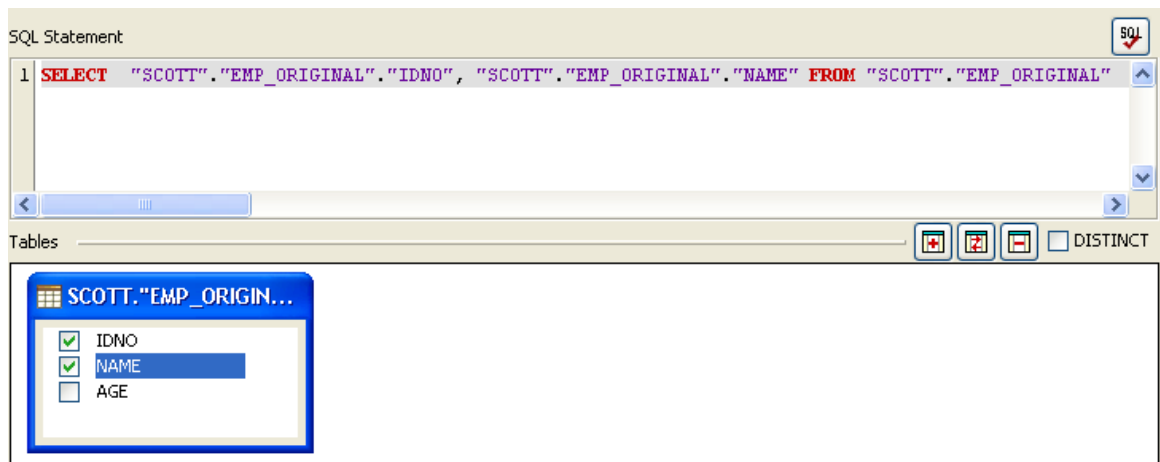 SQL Statement
SQL
1 SELECT "SCOTT"."EMP_ORIGINAL"."IDNO", "SCOTT"."EMP_ORIGINAL"."NAME" FROM "SCOTT"."EMP_ORIGINAL"
Tables
DISTINCT
SCOTT."EMP_ORIGIN...
IDNO
NAME
AGE